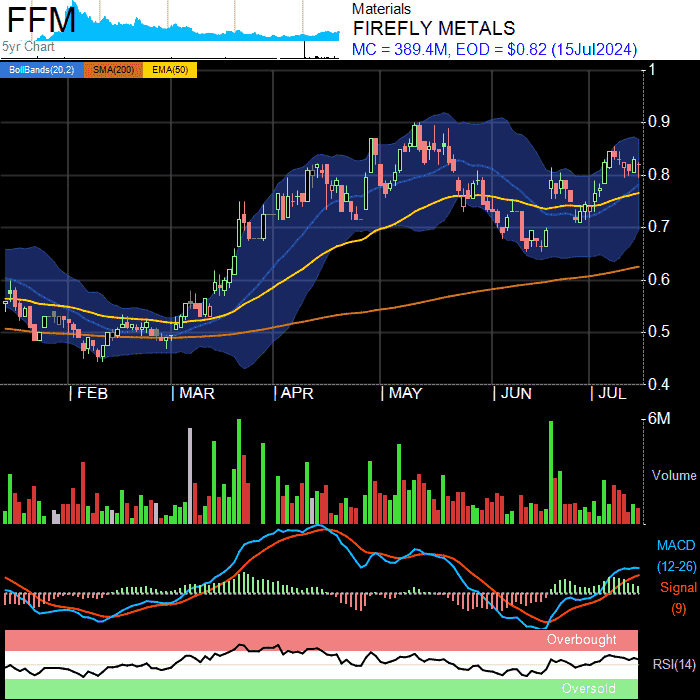 FFM
5yr Chart
Materials
FIREFLY METALS
MC = 389.4M, EOD = $0.82 (15Jul2024)
BollBands(20,2) SMA(200) EMA(50)
1
0.9
0.8
0.7
0.6
0.5
0.4
| FEB | MAR | APR | MAY | JUN | JUL
6M
Volume
MACD
(12-26)
Signal
(9)
Overbought
RSI(14)
Oversold